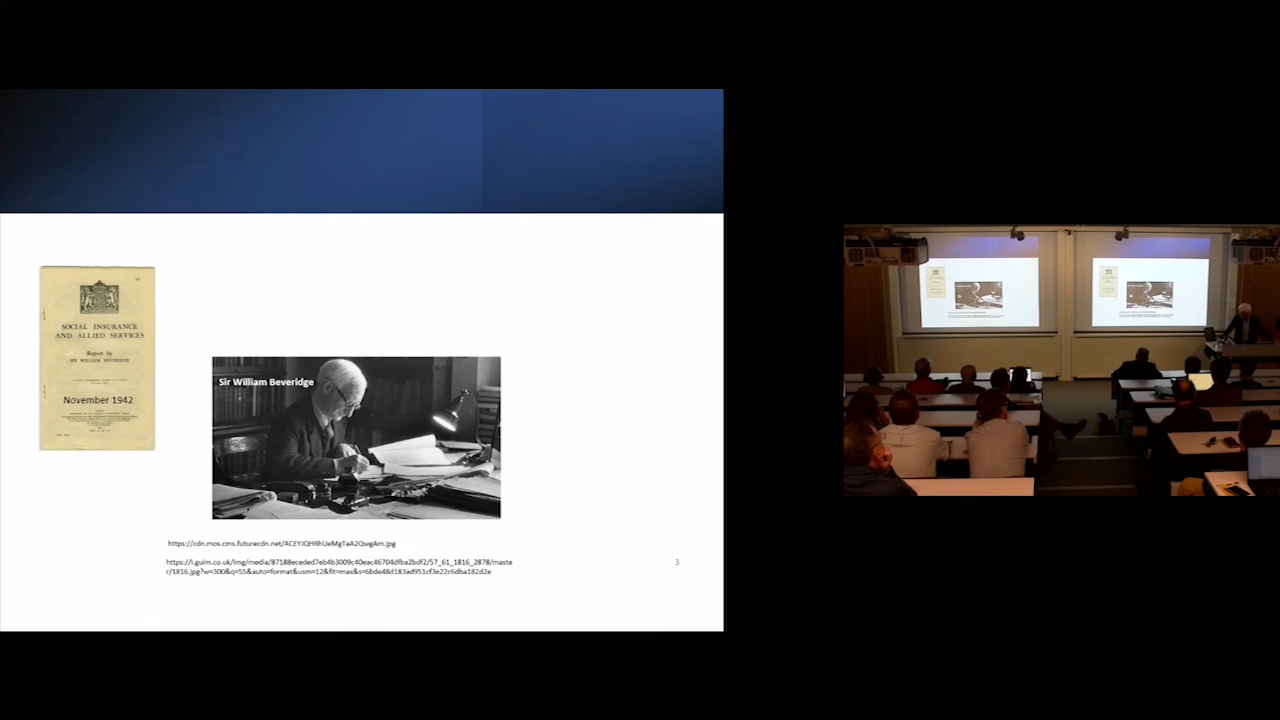 SOCIAL INSURANCE
AND ALLIED SERVICES
Report by
SIR WILLIAM BEVERIDGE
November 1942
Sir William Beveridge
https://cdn.mos.cms.futurecdn.net/ACEYJQHRhUeMgTaA2QwgAm.jpg
https://i.guim.co.uk/img/media/87188eceded7eb4b3009c40eac46704dfba2bdf2/57_61_1816_2878/maste
r/1816.jpg?w=300&q=55&auto=format&usm=12&fit=max&s=6bde48d183ad951cf3e22c6dba182d2e
3